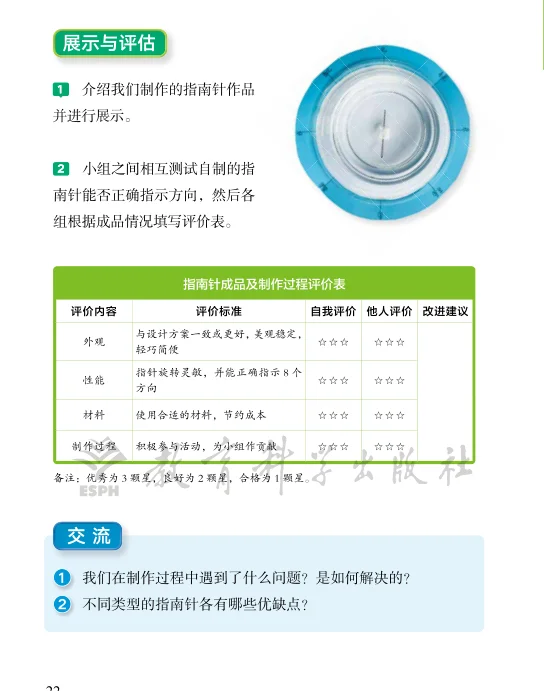 展示与评估
1 介绍我们制作的指南针作品
并进行展示。
2 小组之间相互测试自制的指
南针能否正确指示方向，然后各
组根据成品情况填写评价表。
指南针成品及制作过程评价表
评价内容 评价标准 自我评价 他人评价 改进建议
外观 与设计方案一致或更好，美观稳定，
轻巧简便 ☆☆☆ ☆☆☆
性能 指针旋转灵敏，并能正确指示8个
方向 ☆☆☆ ☆☆☆
材料 使用合适的材料，节约成本 ☆☆☆ ☆☆☆
制作过程 积极参与活动，为小组作贡献 ☆☆☆ ☆☆☆
ESPH 教育科学出版社
备注：优秀为3颗星，良好为2颗星，合格为1颗星。
交流
1 我们在制作过程中遇到了什么问题？是如何解决的？
2 不同类型的指南针各有哪些优缺点？